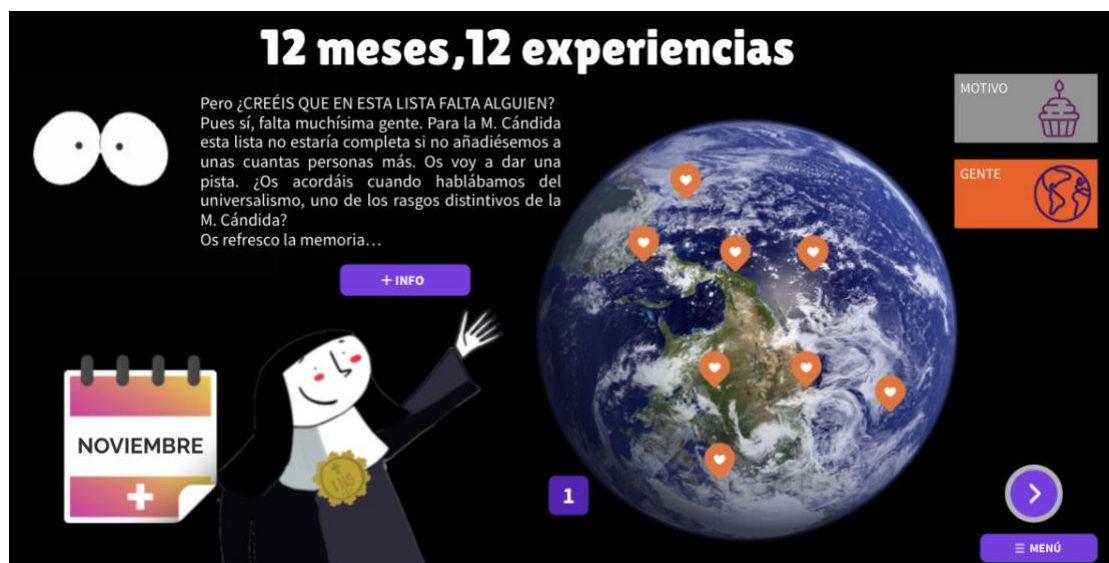 12 meses,12 experiencias
Pero ¿CREÉIS QUE EN ESTA LISTA FALTA ALGUIEN?
Pues sí, falta muchísima gente. Para la M. Cándida
esta lista no estaría completa si no añadiésemos a
unas cuantas personas más. Os voy a dar una
pista. ¿Os acordáis cuando hablábamos del
universalismo, uno de los rasgos distintivos de la
M. Cándida?
Os refresco la memoria…
+ INFO
MOTIVO
GENTE
NOVIEMBRE
IHS
1
MENÚ